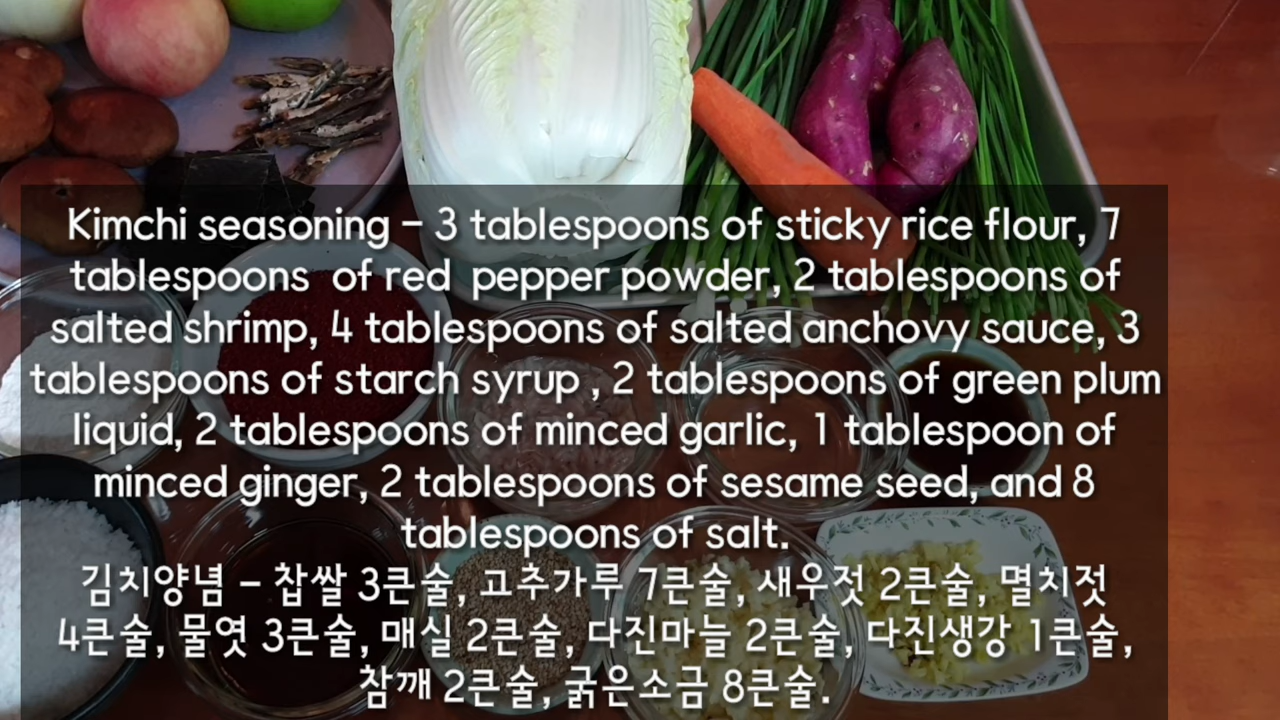 Kimchi seasoning – 3 tablespoons of sticky rice flour, 7
tablespoons of red pepper powder, 2 tablespoons of
salted shrimp, 4 tablespoons of salted anchovy sauce, 3
tablespoons of starch syrup , 2 tablespoons of green plum
liquid, 2 tablespoons of minced garlic, 1 tablespoon of
minced ginger, 2 tablespoons of sesame seed, and 8
tablespoons of salt.
김치양념 – 찹쌀 3큰술, 고추가루 7큰술, 새우젓 2큰술, 멸치젓
4큰술, 물엿 3큰술, 매실 2큰술, 다진마늘 2큰술, 다진생강 1큰술,
참깨 2큰술, 굵은소금 8큰술.